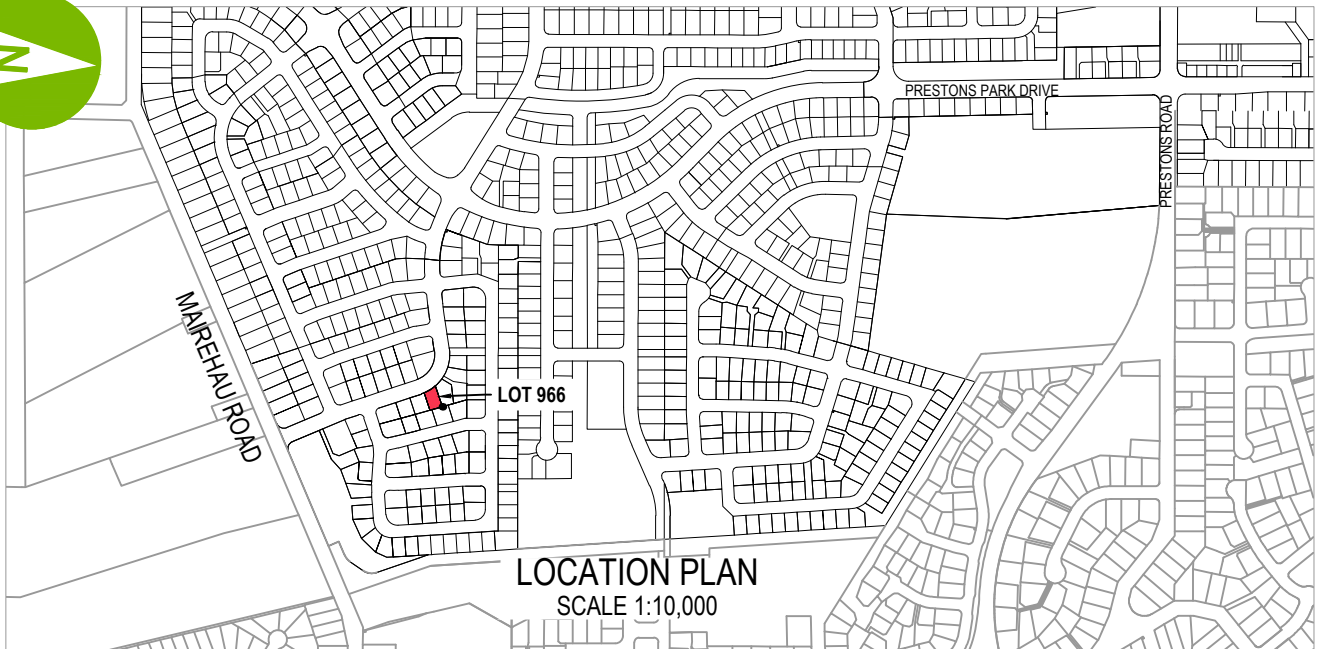 N
PRESTONS PARK DRIVE
PRESTONS ROAD
MAIREHAU ROAD
LOT 966
LOCATION PLAN
SCALE 1:10,000